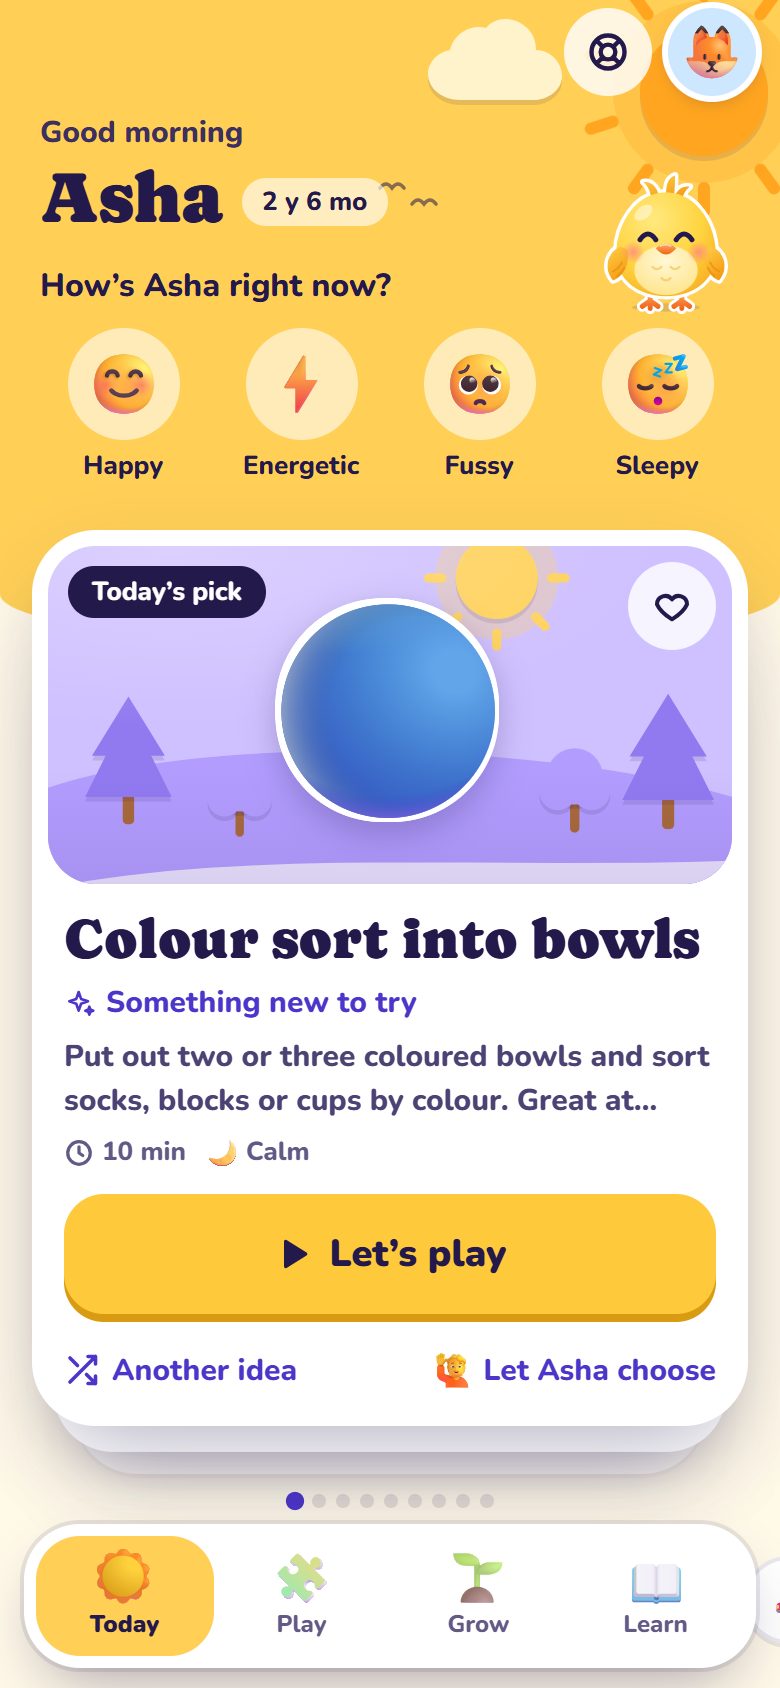 Good morning
Asha
2 y 6 mo
How’s Asha right now?
Happy
Energetic
Fussy
Sleepy
Today’s pick
Colour sort into bowls
Something new to try
Put out two or three coloured bowls and sort
socks, blocks or cups by colour. Great at...
10 min
Calm
Let’s play
Another idea
Let Asha choose
Today
Play
Grow
Learn